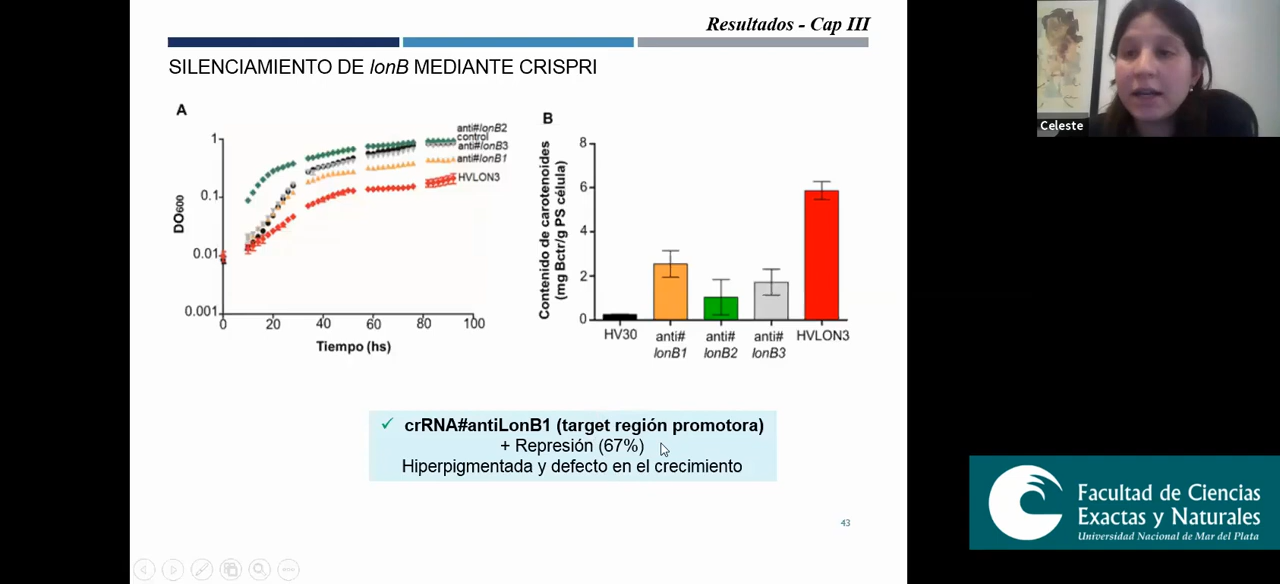 Resultados - Cap III
SILENCIAMIENTO DE lonB MEDIANTE CRISPRI
A
1
0.1
0.01
0.001
DO600
0
20
40
60
80
100
Tiempo (hs)
anti#lonB2
control
anti#lonB3
anti#lonB1
HVLON3
B
8
6
4
2
0
Contenido de carotenoides
(mg Bctr/g PS célula)
HV30
anti#
lonB1
anti#
lonB2
anti#
lonB3
HVLON3
✓ crRNA#antiLonB1 (target región promotora)
+ Represión (67%)
Hiperpigmentada y defecto en el crecimiento
43
Celeste
Facultad de Ciencias
Exactas y Naturales
Universidad Nacional de Mar del Plata